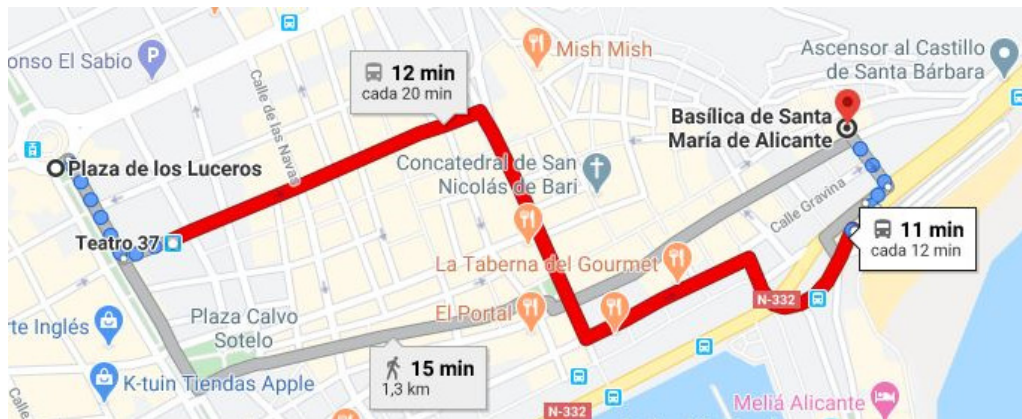 onso El Sabio
Mish Mish
Ascensor al Castillo
de Santa Bárbara
12 min
cada 20 min
Calle de las Navas
Basílica de Santa
María de Alicante
Plaza de los Luceros
Concatedral de San
Nicolás de Bari
Calle Gravina
Teatro 37
11 min
cada 12 min
La Taberna del Gourmet
N-332
El Portal
Plaza Calvo
Sotelo
rte Inglés
15 min
1,3 km
K-tuin Tiendas Apple
N-332
Meliá Alicante